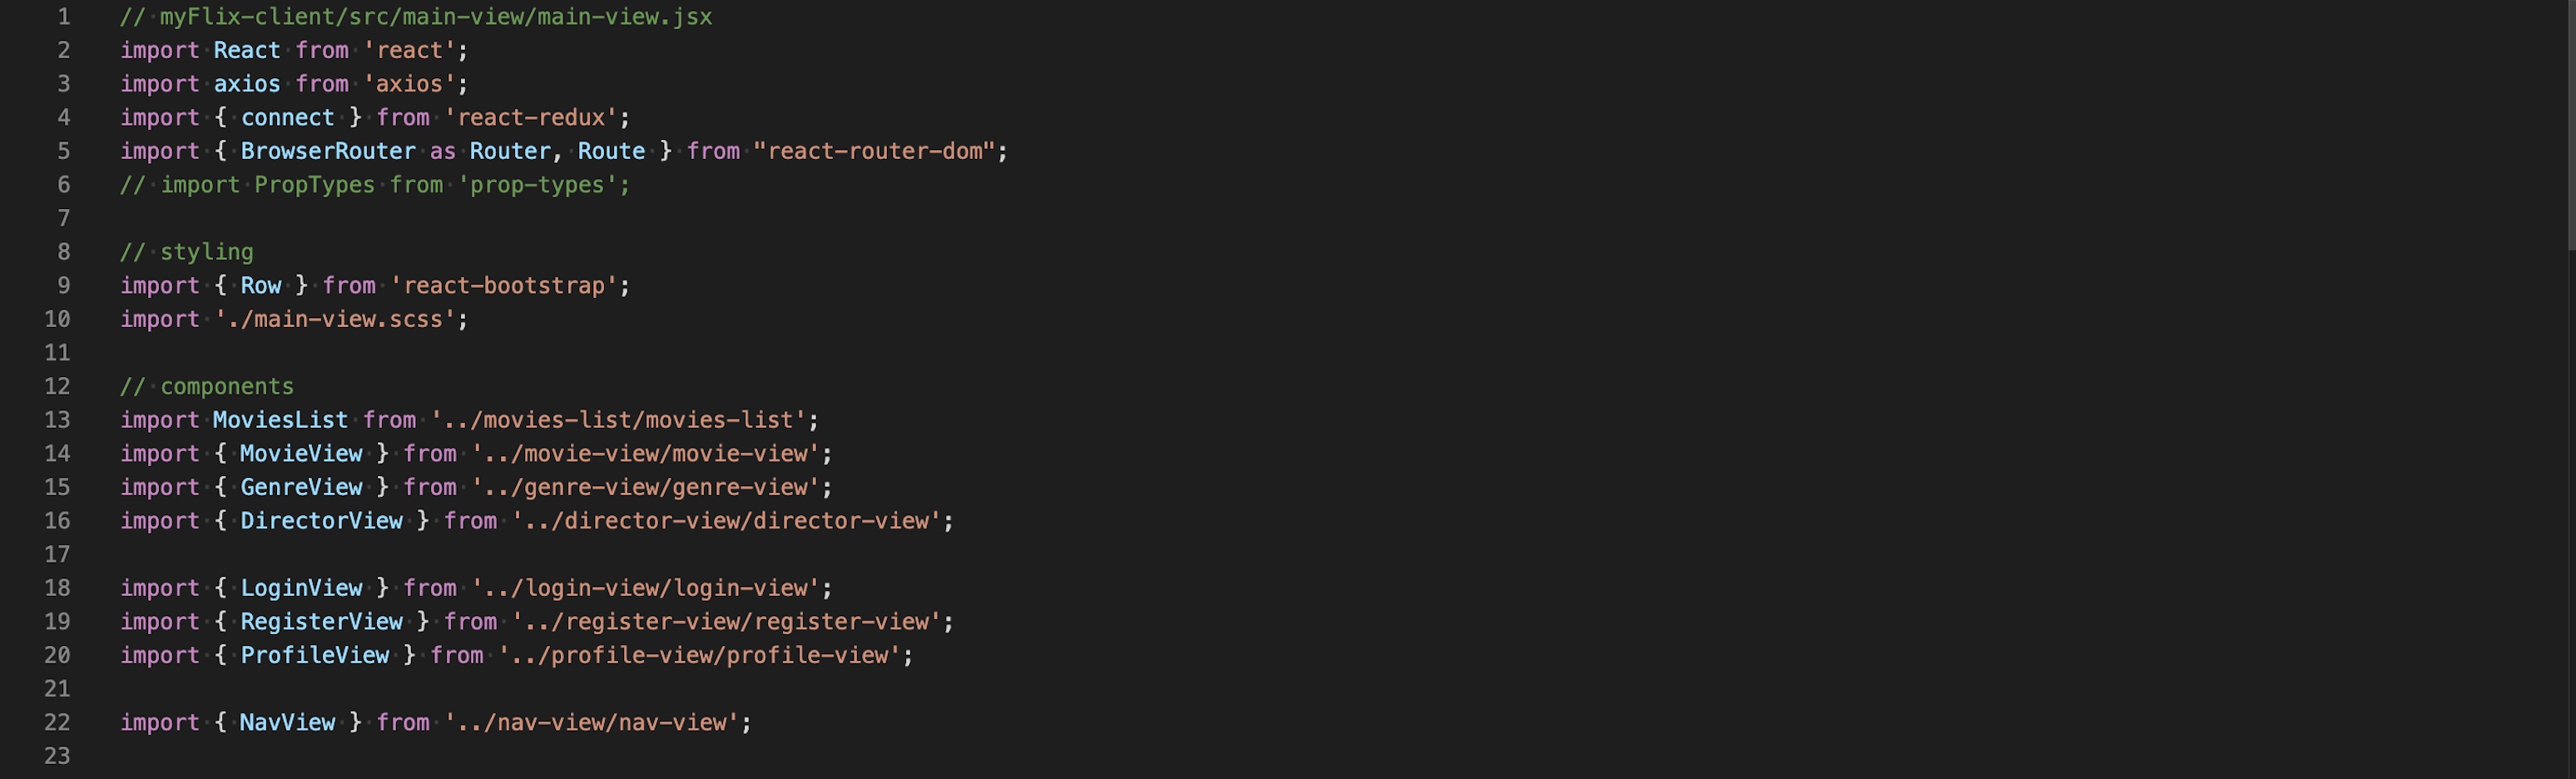 1 // myFlix-client/src/main-view/main-view.jsx
2 import React from 'react';
3 import axios from 'axios';
4 import { connect } from 'react-redux';
5 import { BrowserRouter as Router, Route } from "react-router-dom";
6 // import PropTypes from 'prop-types';
7
8 // styling
9 import { Row } from 'react-bootstrap';
10 import './main-view.scss';
11
12 // components
13 import MoviesList from '../movies-list/movies-list';
14 import { MovieView } from '../movie-view/movie-view';
15 import { GenreView } from '../genre-view/genre-view';
16 import { DirectorView } from '../director-view/director-view';
17
18 import { LoginView } from '../login-view/login-view';
19 import { RegisterView } from '../register-view/register-view';
20 import { ProfileView } from '../profile-view/profile-view';
21
22 import { NavView } from '../nav-view/nav-view';
23